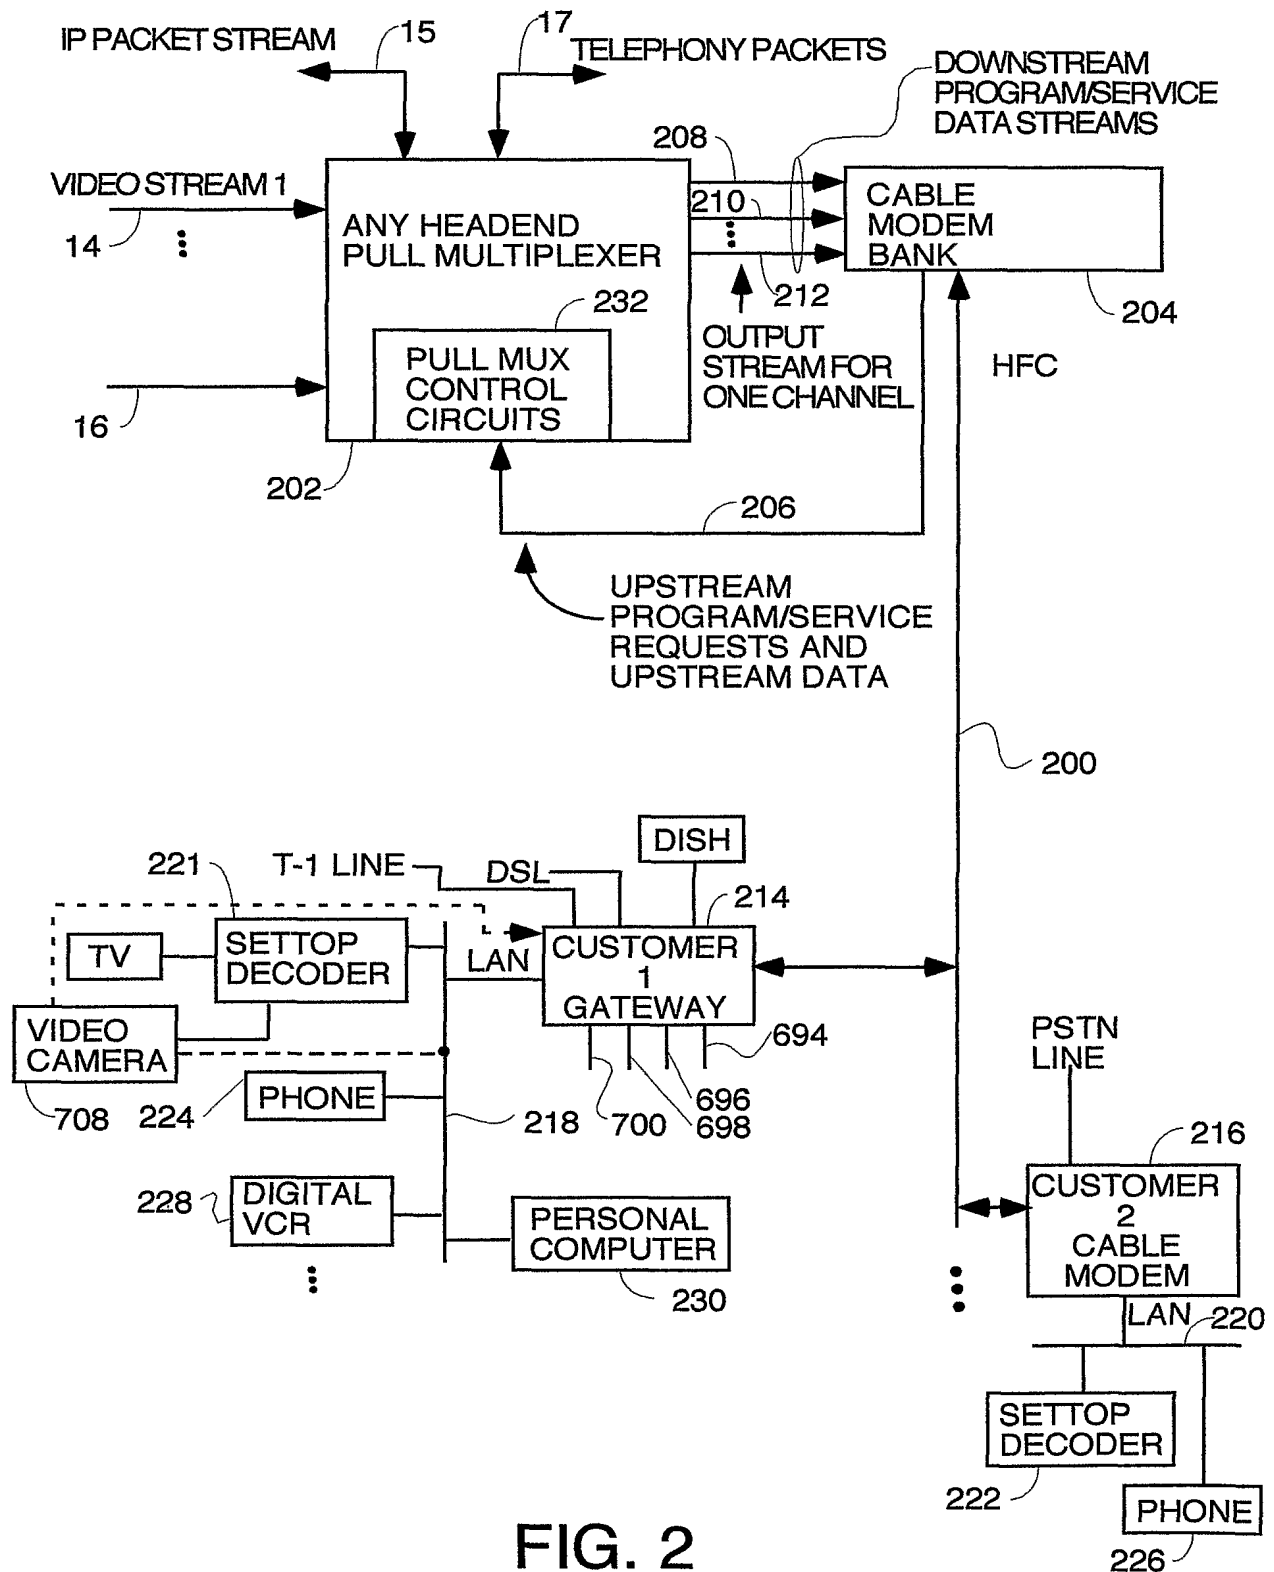 IP PACKET STREAM
15
17
TELEPHONY PACKETS
DOWNSTREAM
PROGRAM/SERVICE
DATA STREAMS
208
VIDEO STREAM 1
14
ANY HEADEND
PULL MULTIPLEXER
210
212
CABLE
MODEM
BANK
204
232
PULL MUX
CONTROL
CIRCUITS
OUTPUT
STREAM FOR
ONE CHANNEL
HFC
16
202
206
UPSTREAM
PROGRAM/SERVICE
REQUESTS AND
UPSTREAM DATA
200
DISH
221
T-1 LINE
DSL
214
TV
SETTOP
DECODER
LAN
CUSTOMER
1
GATEWAY
VIDEO
CAMERA
694
PSTN
LINE
708
224
PHONE
218
700
698
696
216
228
DIGITAL
VCR
PERSONAL
COMPUTER
230
CUSTOMER
2
CABLE
MODEM
LAN
220
SETTOP
DECODER
222
PHONE
226
FIG. 2